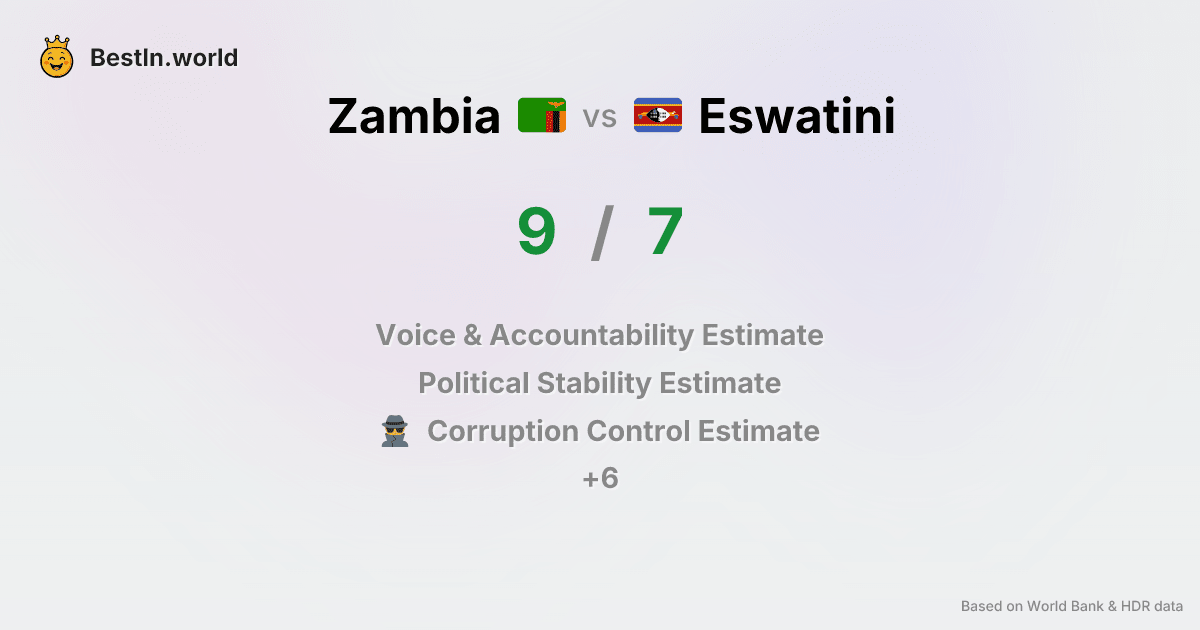 BestIn.world
Zambia vs Eswatini
9 / 7
Voice & Accountability Estimate
Political Stability Estimate
Corruption Control Estimate
+6
Based on World Bank & HDR data